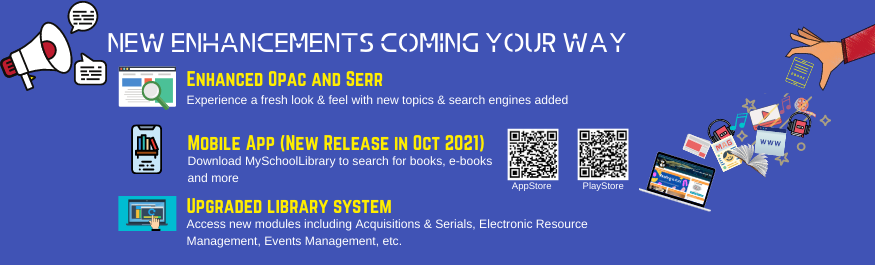 NEW ENHANCEMENTS COMING YOUR WAY
Enhanced Opac and Serr
Experience a fresh look & feel with new topics & search engines added
Mobile App (New Release in Oct 2021)
Download MySchoolLibrary to search for books, e-books
and more
AppStore
PlayStore
Upgraded library system
Access new modules including Acquisitions & Serials, Electronic Resource
Management, Events Management, etc.
WWW